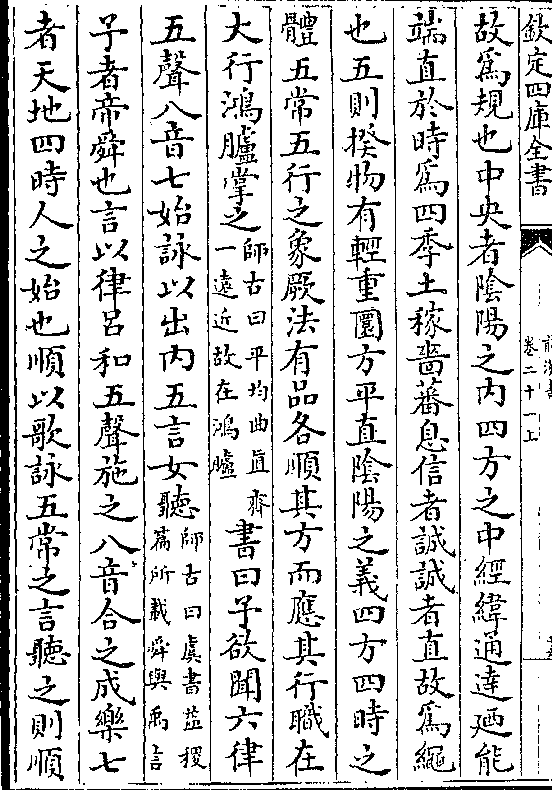 欽定四庫全書
卷二十一上
故爲規也中央者陰陽之内四方之中經緯通達廼能
端直於時爲四季土稼嗇蕃息信者誠誠者直故爲繩
也五則揆物有輕重圜方平直陰陽之義四方四時之
體五常五行之象厥法有品各順其方而應其行職在
大行鴻臚掌之師古曰平均曲直齊一遠近故在鴻臚書曰予欲聞六律
五聲八音七始詠以出内五言女聽師古曰虞書益稷篇所載舜與禹言
予者帝舜也言以律吕和五聲施之八音合之成樂七
者天地四時人之始也順以歌詠五常之言聽之則順